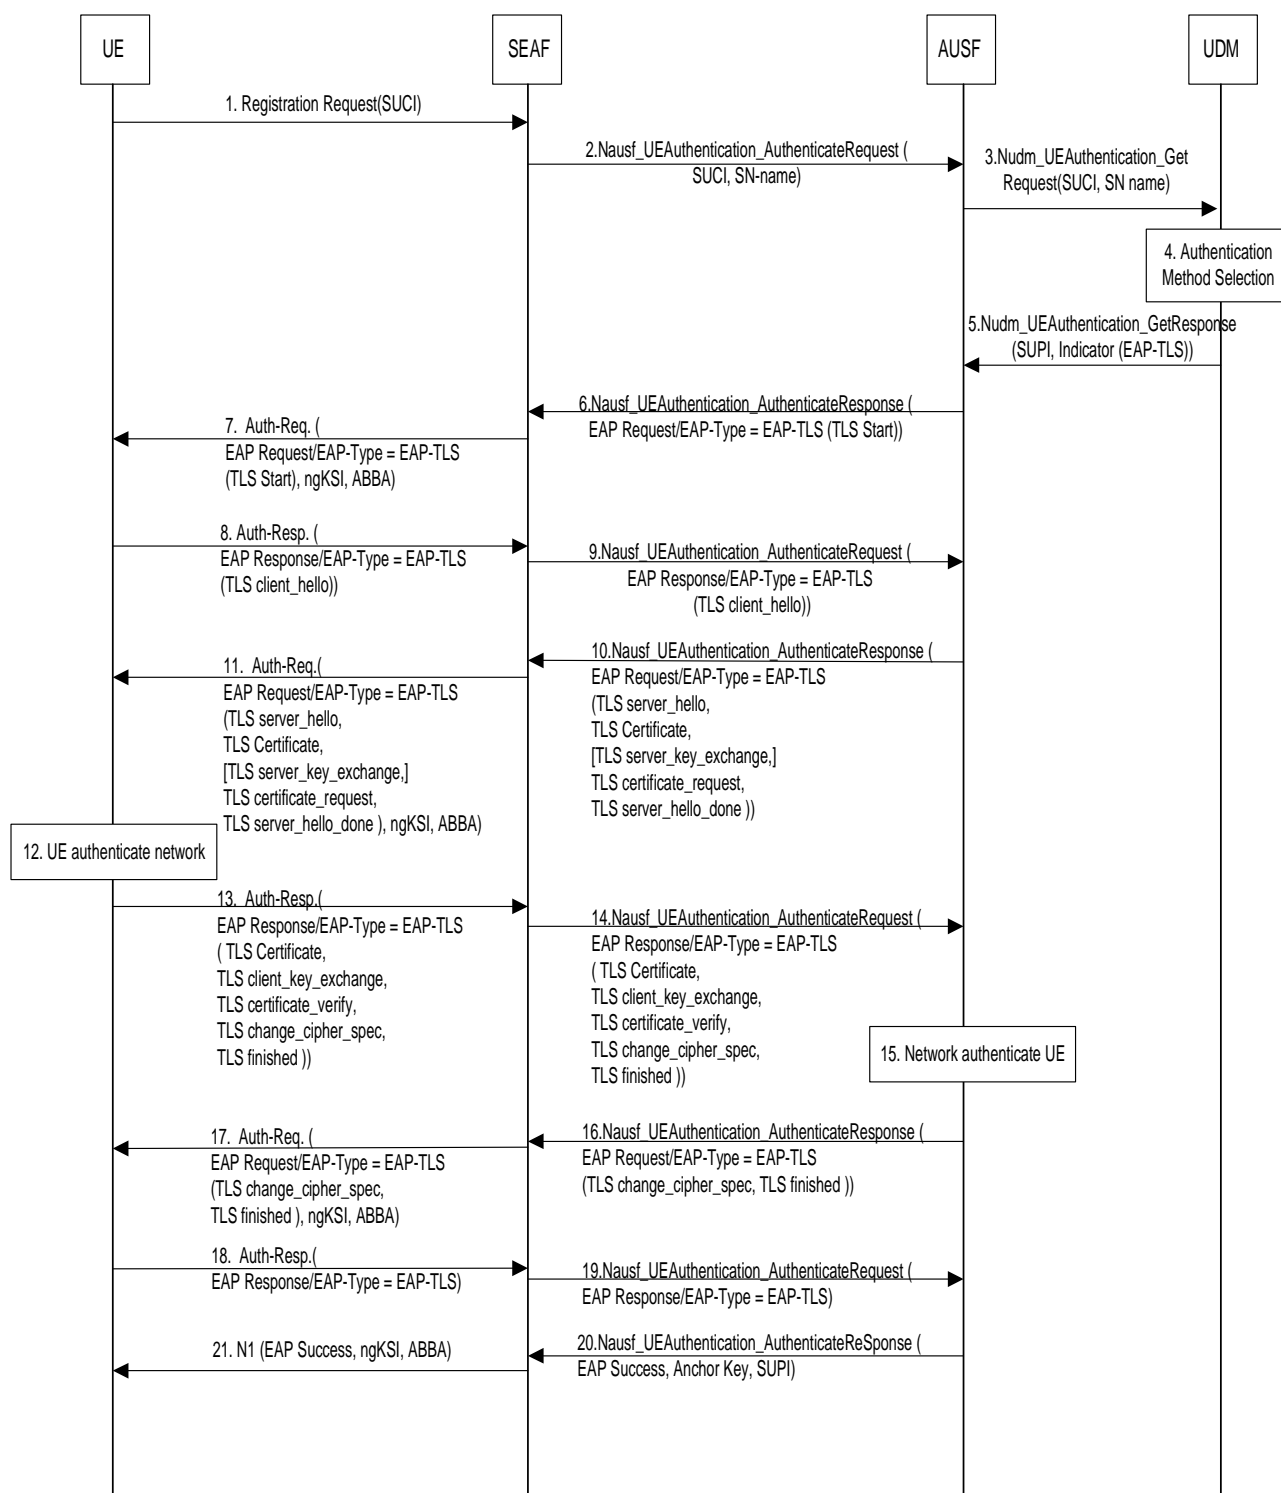 UE
SEAF
AUSF
UDM
1. Registration Request(SUCI)
2.Nausf_UEAuthentication_AuthenticateRequest (
SUCI, SN-name)
3.Nudm_UEAuthentication_Get
Request(SUCI, SN name)
4. Authentication
Method Selection
5.Nudm_UEAuthentication_GetResponse
(SUPI, Indicator (EAP-TLS))
6.Nausf_UEAuthentication_AuthenticateResponse (
EAP Request/EAP-Type = EAP-TLS (TLS Start))
7. Auth-Req. (
EAP Request/EAP-Type = EAP-TLS
(TLS Start), ngKSI, ABBA)
8. Auth-Resp. (
EAP Response/EAP-Type = EAP-TLS
(TLS client_hello))
9.Nausf_UEAuthentication_AuthenticateRequest (
EAP Response/EAP-Type = EAP-TLS
(TLS client_hello))
10.Nausf_UEAuthentication_AuthenticateResponse (
EAP Request/EAP-Type = EAP-TLS
(TLS server_hello,
TLS Certificate,
[TLS server_key_exchange,]
TLS certificate_request,
TLS server_hello_done ))
11. Auth-Req.(
EAP Request/EAP-Type = EAP-TLS
(TLS server_hello,
TLS Certificate,
[TLS server_key_exchange,]
TLS certificate_request,
TLS server_hello_done ), ngKSI, ABBA)
12. UE authenticate network
13. Auth-Resp.(
EAP Response/EAP-Type = EAP-TLS
( TLS Certificate,
TLS client_key_exchange,
TLS certificate_verify,
TLS change_cipher_spec,
TLS finished ))
14.Nausf_UEAuthentication_AuthenticateRequest (
EAP Response/EAP-Type = EAP-TLS
( TLS Certificate,
TLS client_key_exchange,
TLS certificate_verify,
TLS change_cipher_spec,
TLS finished ))
15. Network authenticate UE
16.Nausf_UEAuthentication_AuthenticateResponse (
EAP Request/EAP-Type = EAP-TLS
(TLS change_cipher_spec, TLS finished ))
17. Auth-Req. (
EAP Request/EAP-Type = EAP-TLS
(TLS change_cipher_spec,
TLS finished ), ngKSI, ABBA)
18. Auth-Resp.(
EAP Response/EAP-Type = EAP-TLS)
19.Nausf_UEAuthentication_AuthenticateRequest (
EAP Response/EAP-Type = EAP-TLS)
20.Nausf_UEAuthentication_AuthenticateReSponse (
EAP Success, Anchor Key, SUPI)
21. N1 (EAP Success, ngKSI, ABBA)